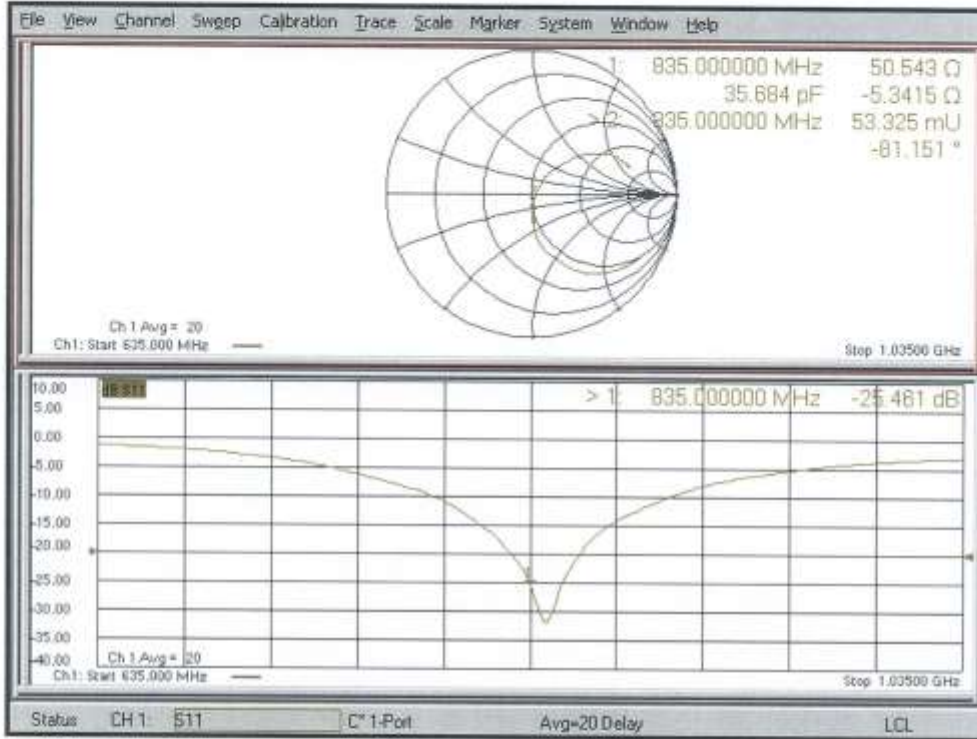 File View Channel Sweep Calibration Trace Scale Marker System Window Help
1: 835.000000 MHz 50.543 Ω
35.684 pF -5.3415 Ω
> 2: 835.000000 MHz 53.325 mU
-81.151 °
Ch 1 Avg = 20
Ch1: Start 635.000 MHz
Stop 1.03500 GHz
10.00
dB S11
> 1: 835.000000 MHz -25.461 dB
5.00
0.00
-5.00
-10.00
-15.00
-20.00
-25.00
-30.00
-35.00
-40.00
Ch 1 Avg = 20
Ch1: Start 635.000 MHz
Stop 1.03500 GHz
Status CH 1: S11 C* 1-Port Avg=20 Delay LCL